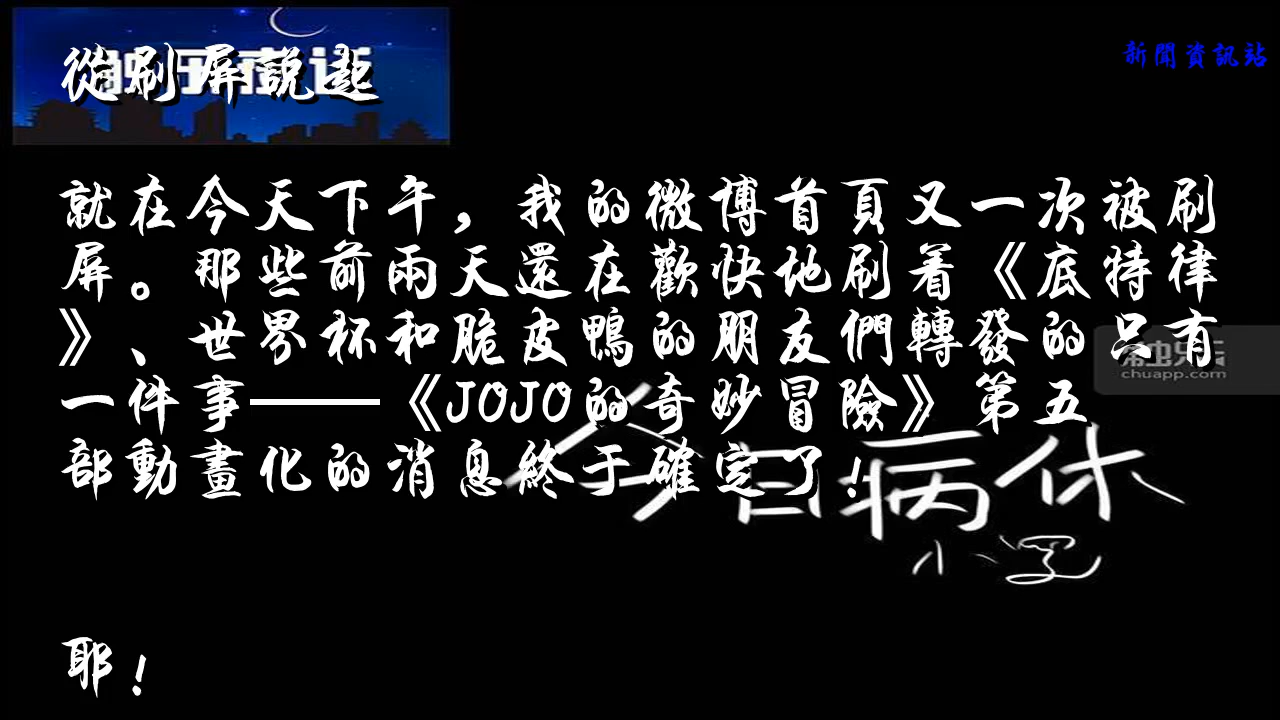 從刷屏說起
新聞資訊站
就在今天下午，我的微博首頁又一次被刷
屏。那些前兩天還在歡快地刷着《底特律
》、世界杯和脆皮鴨的朋友們轉發的只有
一件事——《JOJO的奇妙冒險》第五
部動畫化的消息終于確定了！
chuapp.com
今日病休
耶！